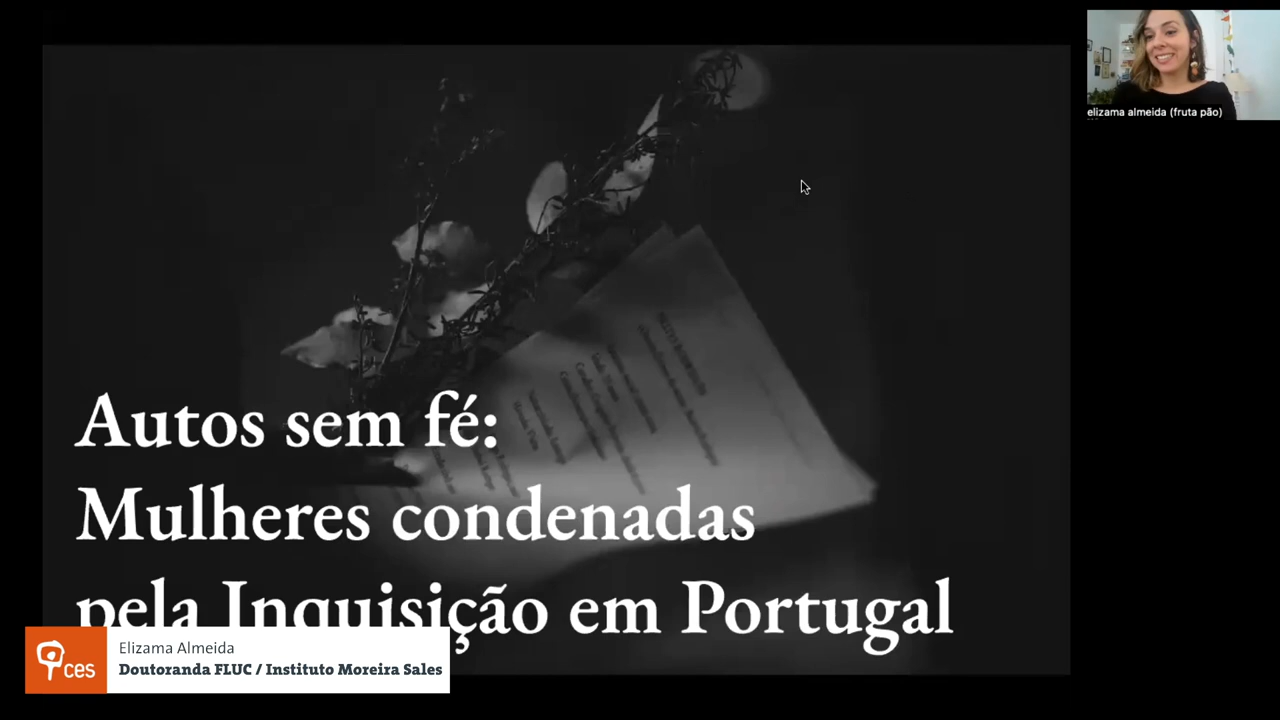 elizama almeida (fruta pão)
Autos sem fé:
Mulheres condenadas
pela Inquisição em Portugal
ces
Elizama Almeida
Doutoranda FLUC / Instituto Moreira Sales